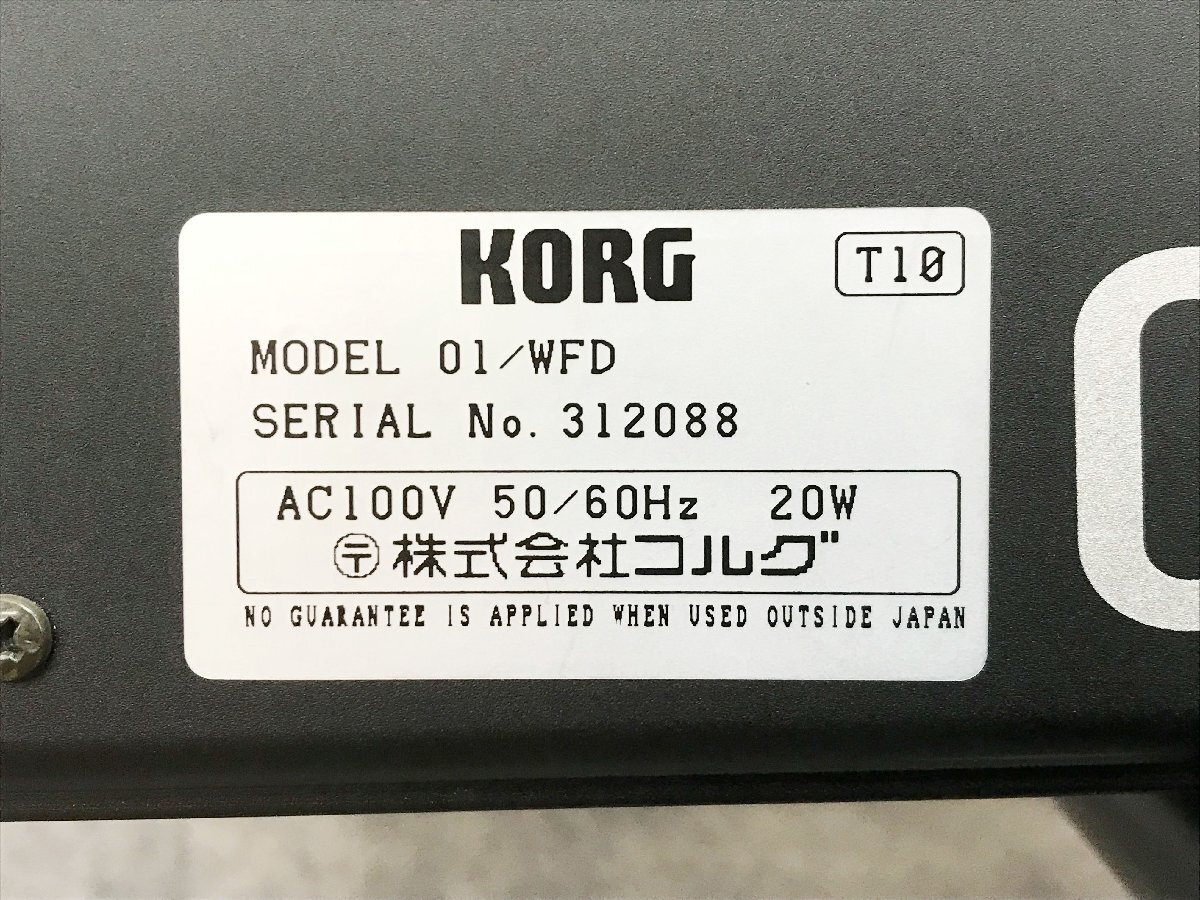 KORG
T10
MODEL 01/WFD
SERIAL No. 312088
AC100V 50/60Hz 20W
〶株式会社コルグ
NO GUARANTEE IS APPLIED WHEN USED OUTSIDE JAPAN